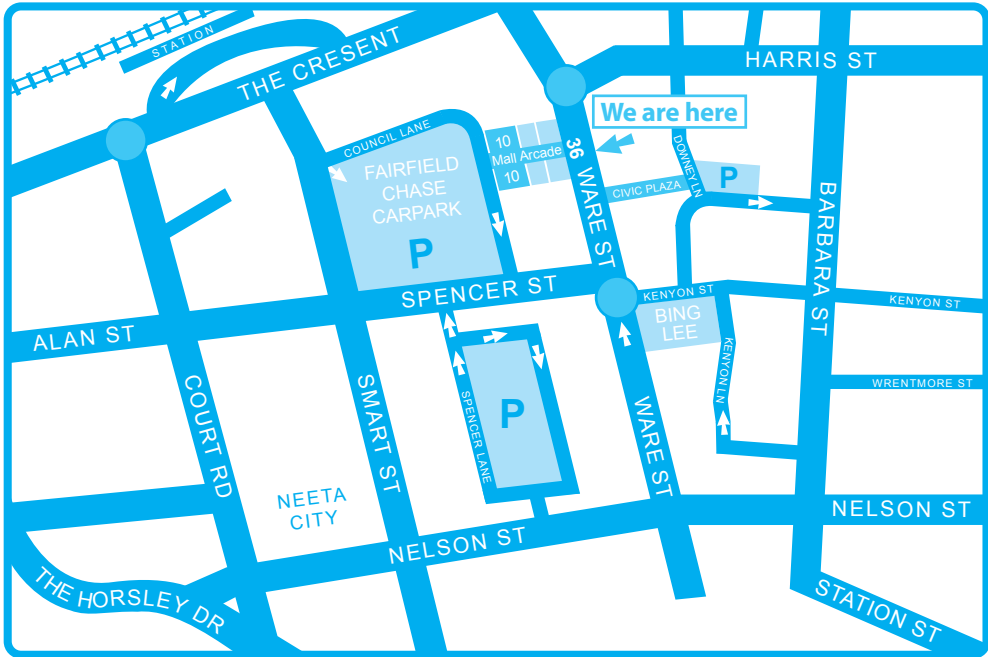 STATION
THE CRESENT
HARRIS ST
We are here
COUNCIL LANE
10
Mall Arcade
10
36
WARE ST
FAIRFIELD
CHASE
CARPARK
P
DOWNEY LN
P
CIVIC PLAZA
BARBARA ST
SPENCER ST
KENYON ST
KENYON ST
BING
LEE
ALAN ST
KENYON LN
WRENTMORE ST
COURT RD
SMART ST
SPENCER LANE
P
WARE ST
NEETA
CITY
NELSON ST
NELSON ST
THE HORSLEY DR
STATION ST